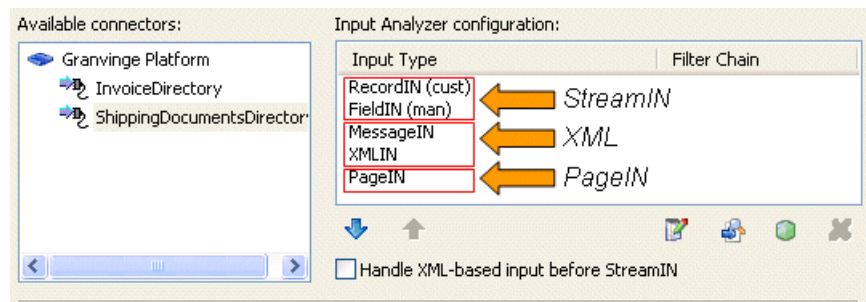 Available connectors:
Input Analyzer configuration:
Granvinge Platform
InvoiceDirectory
ShippingDocumentsDirector
Input Type
Filter Chain
RecordIN (cust)
FieldIN (man)
StreamIN
MessageIN
XMLIN
XML
PageIN
PageIN
Handle XML-based input before StreamIN